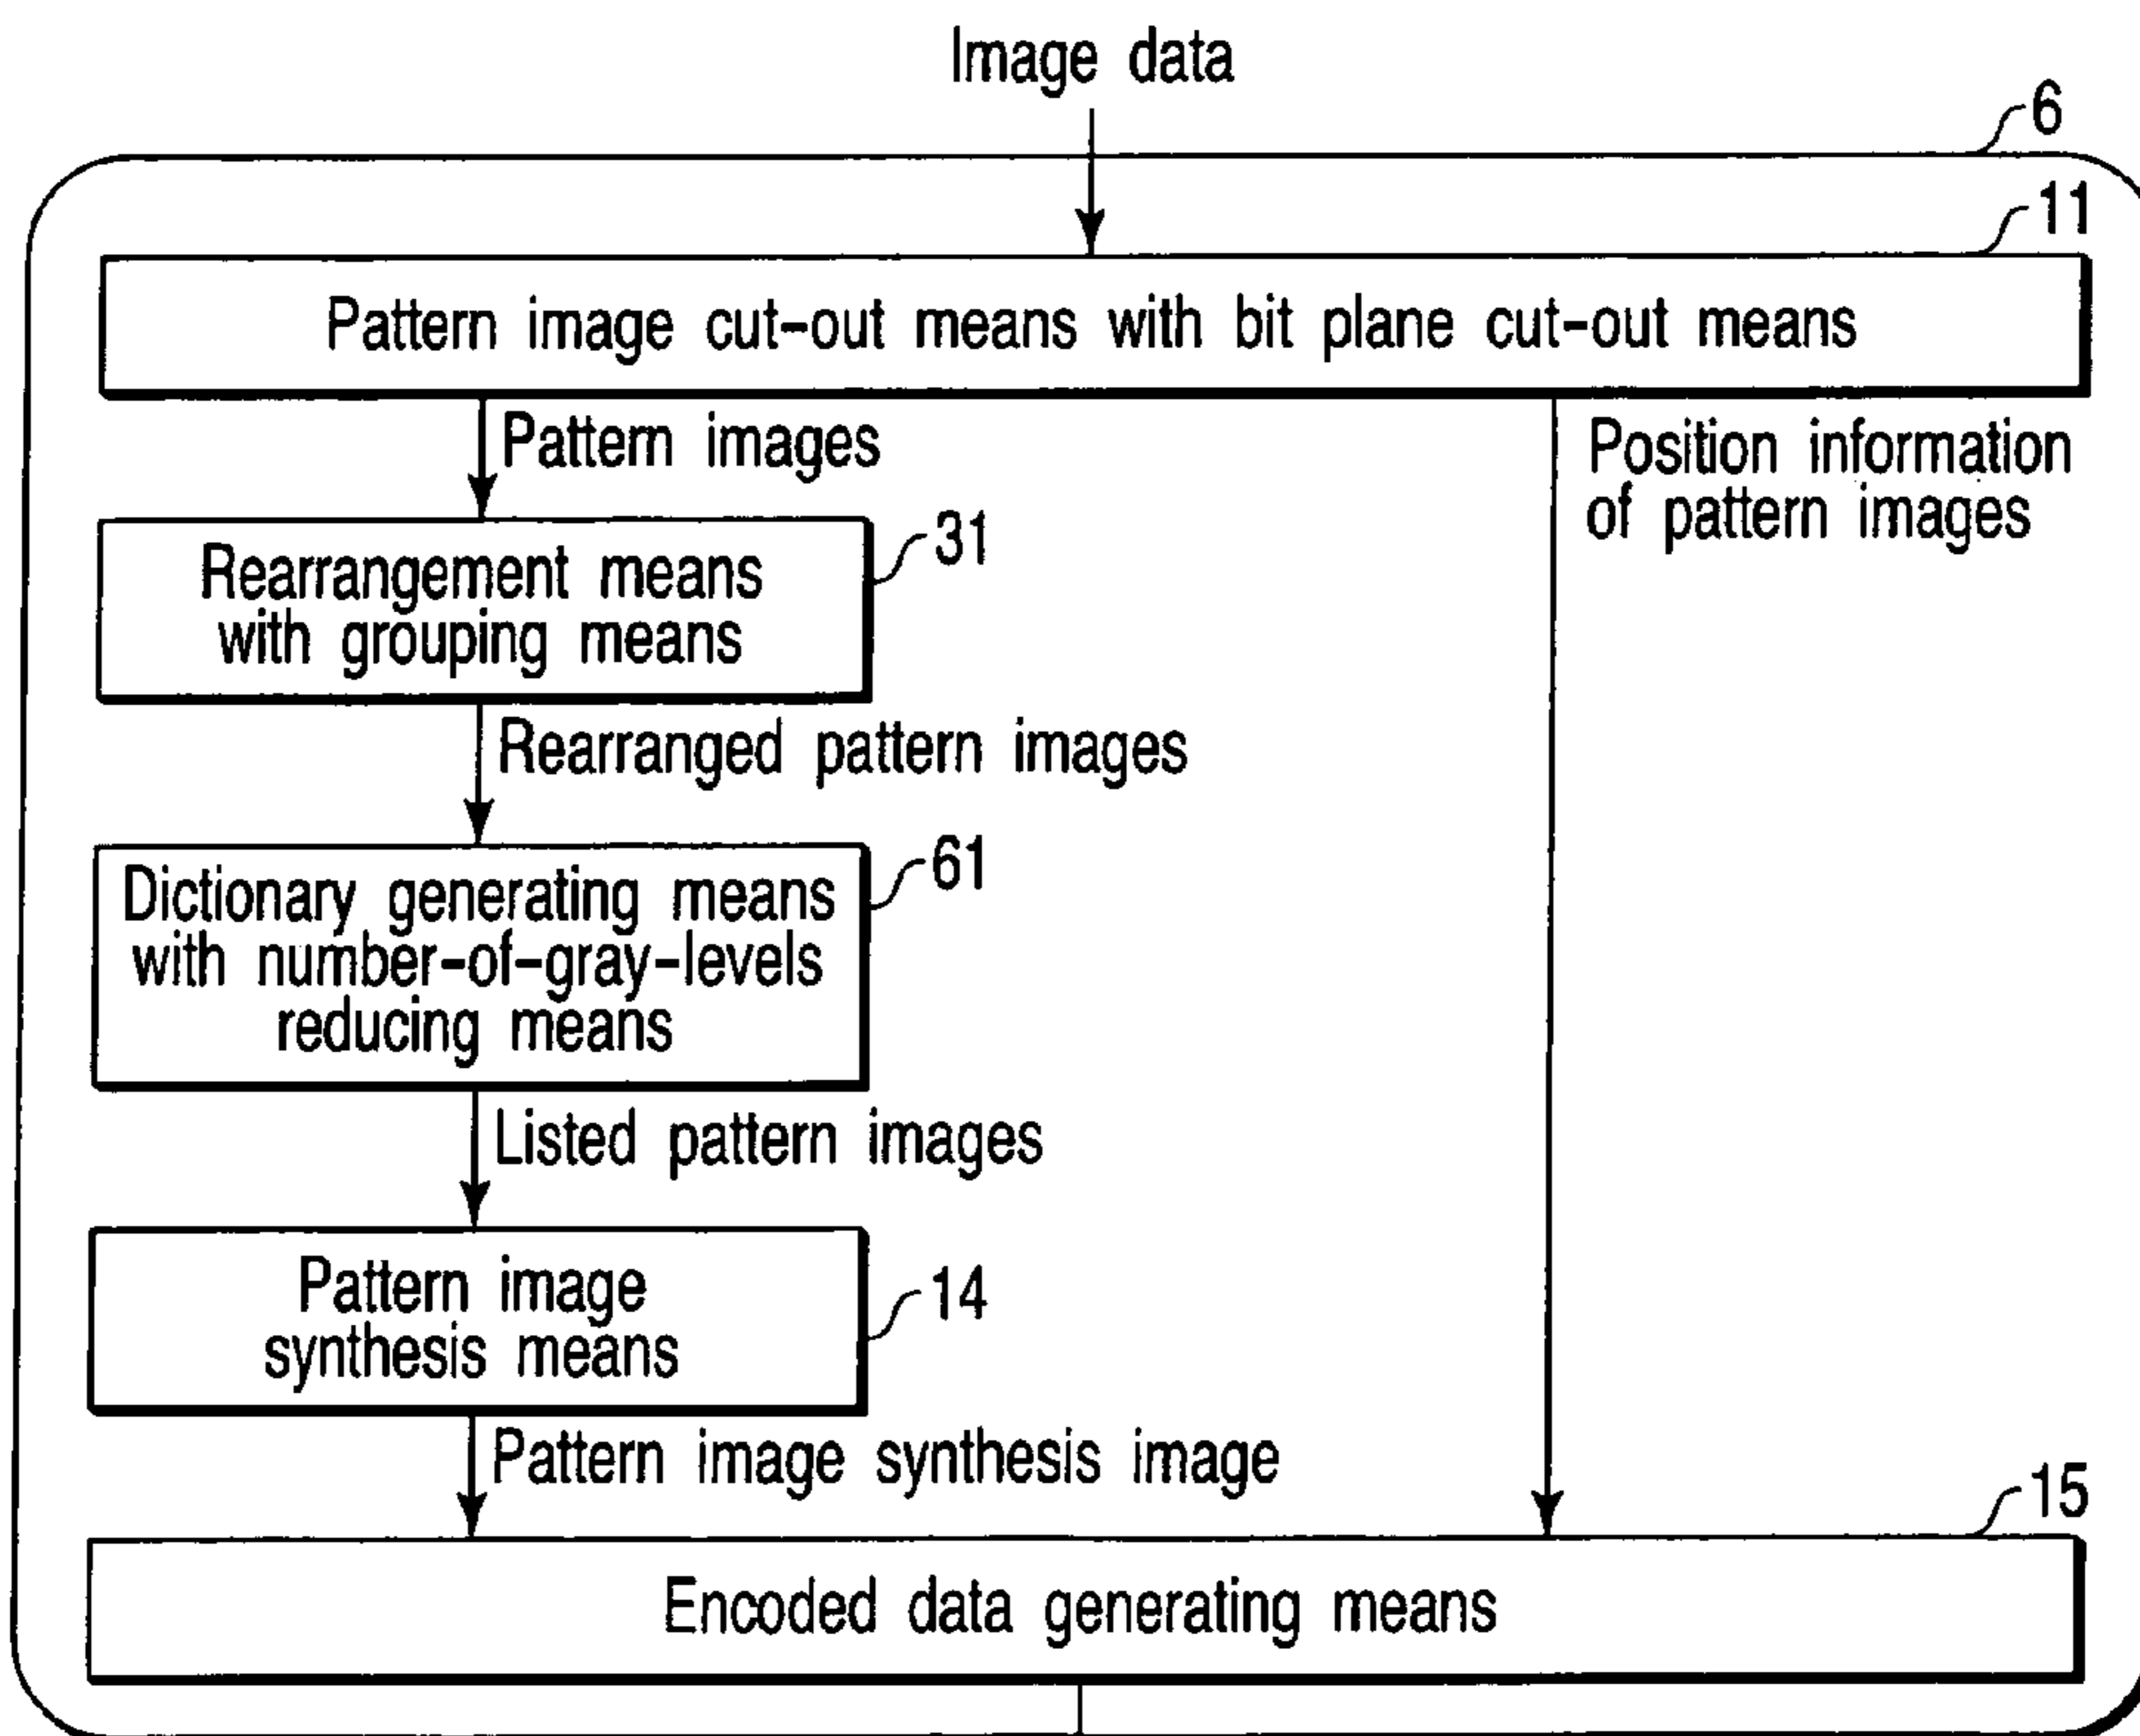 Image data
6
11
Pattern image cut-out means with bit plane cut-out means
Pattern images
Position information
of pattern images
31
Rearrangement means
with grouping means
Rearranged pattern images
61
Dictionary generating means
with number-of-gray-levels
reducing means
Listed pattern images
14
Pattern image
synthesis means
Pattern image synthesis image
15
Encoded data generating means